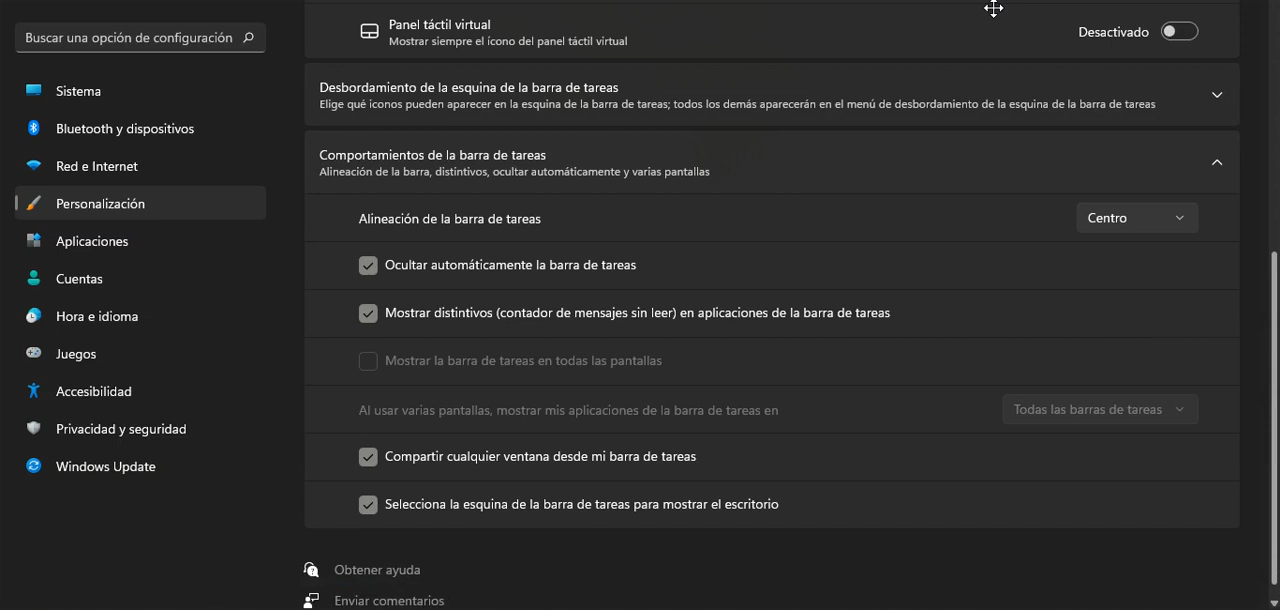 Buscar una opción de configuración
Sistema
Bluetooth y dispositivos
Red e Internet
Personalización
Aplicaciones
Cuentas
Hora e idioma
Juegos
Accesibilidad
Privacidad y seguridad
Windows Update
Panel táctil virtual
Mostrar siempre el ícono del panel táctil virtual
Desactivado
Desbordamiento de la esquina de la barra de tareas
Elige qué iconos pueden aparecer en la esquina de la barra de tareas; todos los demás aparecerán en el menú de desbordamiento de la esquina de la barra de tareas
Comportamientos de la barra de tareas
Alineación de la barra, distintivos, ocultar automáticamente y varias pantallas
Alineación de la barra de tareas
Centro
Ocultar automáticamente la barra de tareas
Mostrar distintivos (contador de mensajes sin leer) en aplicaciones de la barra de tareas
Mostrar la barra de tareas en todas las pantallas
Al usar varias pantallas, mostrar mis aplicaciones de la barra de tareas en
Todas las barras de tareas
Compartir cualquier ventana desde mi barra de tareas
Selecciona la esquina de la barra de tareas para mostrar el escritorio
Obtener ayuda
Enviar comentarios